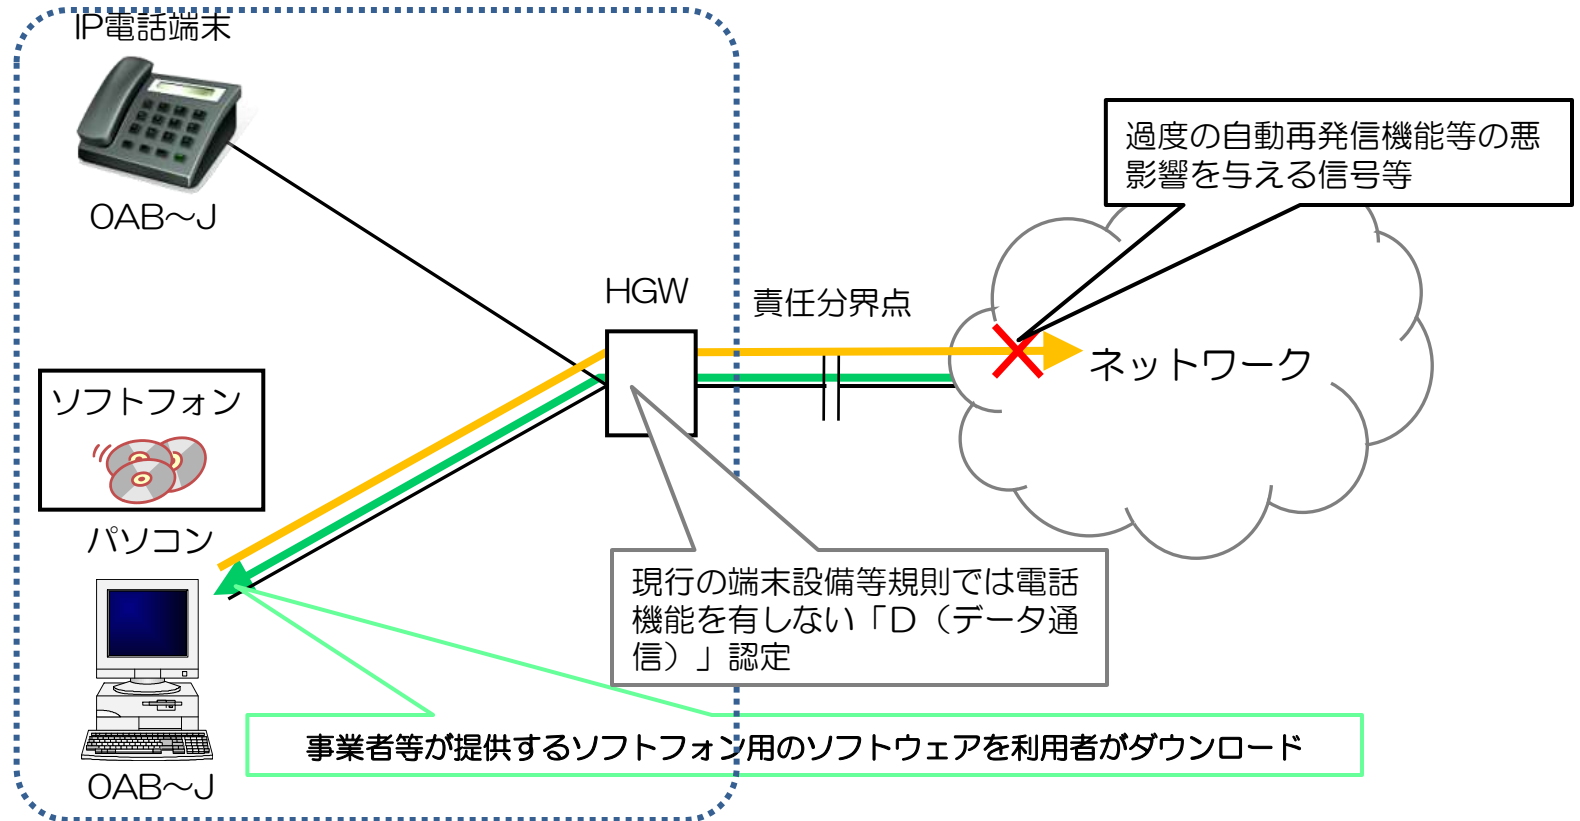 IP電話端末
0AB～J
過度の自動再発信機能等の悪
影響を与える信号等
HGW
責任分界点
ネットワーク
ソフトフォン
パソコン
現行の端末設備等規則では電話
機能を有しない「D（データ通
信）」認定
事業者等が提供するソフトフォン用のソフトウェアを利用者がダウンロード
0AB～J